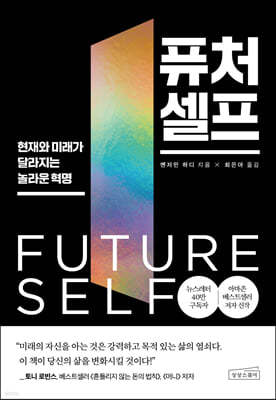 퓨처
셀프
현재와 미래가
달라지는
놀라운 혁명
벤저민 하디 지음 × 최은아 옮김
FUTURE
SELF
뉴스레터
40만
구독자
아마존
베스트셀러
저자 신작
“미래의 자신을 아는 것은 강력하고 목적 있는 삶의 열쇠다.
이 책이 당신의 삶을 변화시킬 것이다!”
_토니 로빈스, 베스트셀러 《흔들리지 않는 돈의 법칙》, 《머니》 저자
상상스퀘어